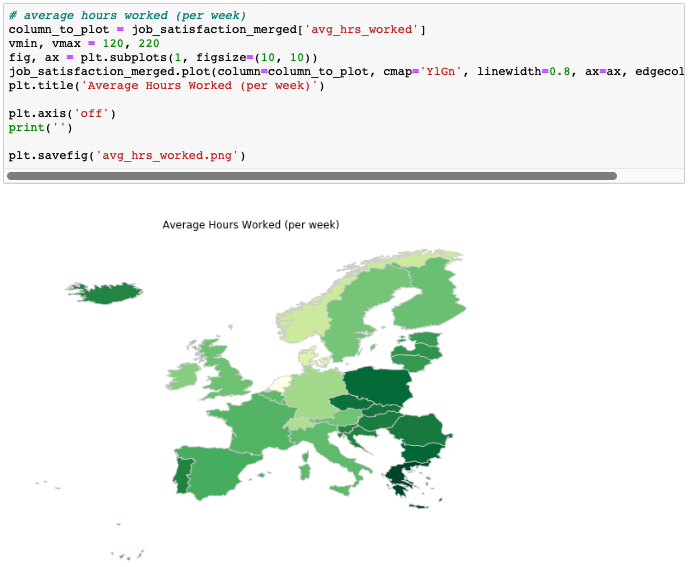 # average hours worked (per week)
column_to_plot = job_satisfaction_merged['avg_hrs_worked']
vmin, vmax = 120, 220
fig, ax = plt.subplots(1, figsize=(10, 10))
job_satisfaction_merged.plot(column=column_to_plot, cmap='YlGn', linewidth=0.8, ax=ax, edgecol
plt.title('Average Hours Worked (per week)')
plt.axis('off')
print('')
plt.savefig('avg_hrs_worked.png')
Average Hours Worked (per week)